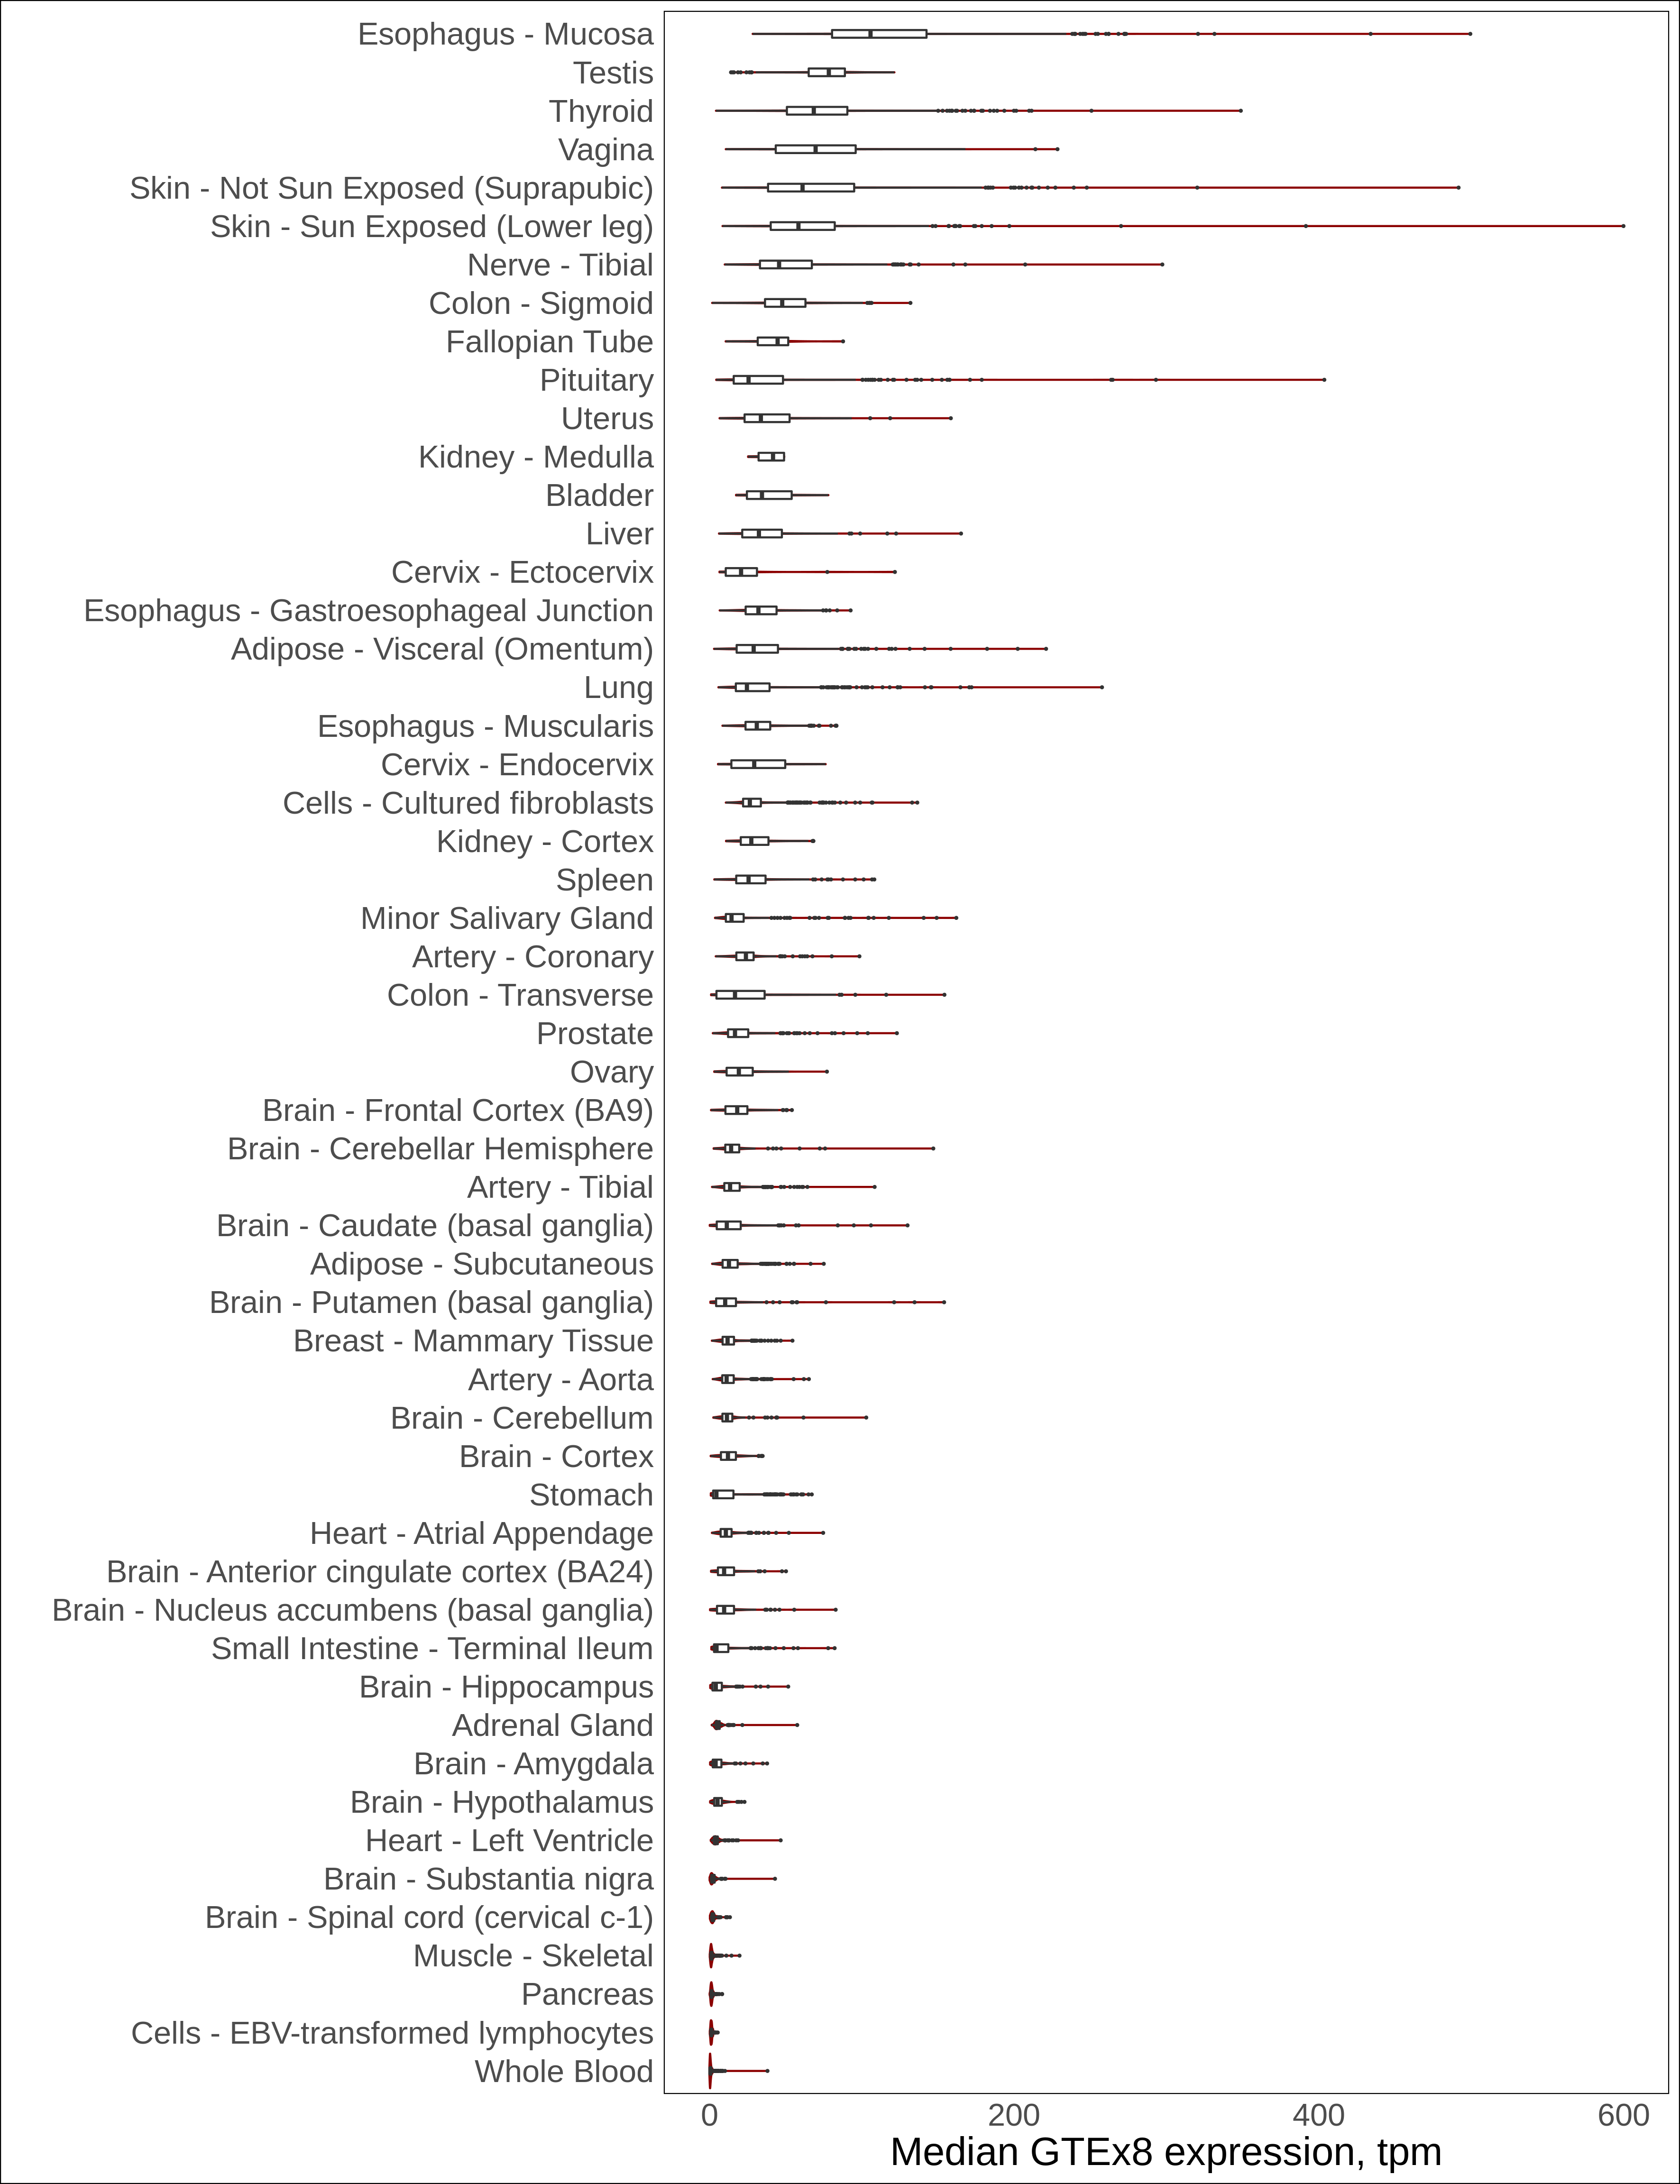 Esophagus - Mucosa
Testis
Thyroid
Vagina
Skin - Not Sun Exposed (Suprapubic)
Skin - Sun Exposed (Lower leg)
Nerve - Tibial
Colon - Sigmoid
Fallopian Tube
Pituitary
Uterus
Kidney - Medulla
Bladder
Liver
Cervix - Ectocervix
Esophagus - Gastroesophageal Junction
Adipose - Visceral (Omentum)
Lung
Esophagus - Muscularis
Cervix - Endocervix
Cells - Cultured fibroblasts
Kidney - Cortex
Spleen
Minor Salivary Gland
Artery - Coronary
Colon - Transverse
Prostate
Ovary
Brain - Frontal Cortex (BA9)
Brain - Cerebellar Hemisphere
Artery - Tibial
Brain - Caudate (basal ganglia)
Adipose - Subcutaneous
Brain - Putamen (basal ganglia)
Breast - Mammary Tissue
Artery - Aorta
Brain - Cerebellum
Brain - Cortex
Stomach
Heart - Atrial Appendage
Brain - Anterior cingulate cortex (BA24)
Brain - Nucleus accumbens (basal ganglia)
Small Intestine - Terminal Ileum
Brain - Hippocampus
Adrenal Gland
Brain - Amygdala
Brain - Hypothalamus
Heart - Left Ventricle
Brain - Substantia nigra
Brain - Spinal cord (cervical c-1)
Muscle - Skeletal
Pancreas
Cells - EBV-transformed lymphocytes
Whole Blood
0 200 400 600
Median GTEx8 expression, tpm